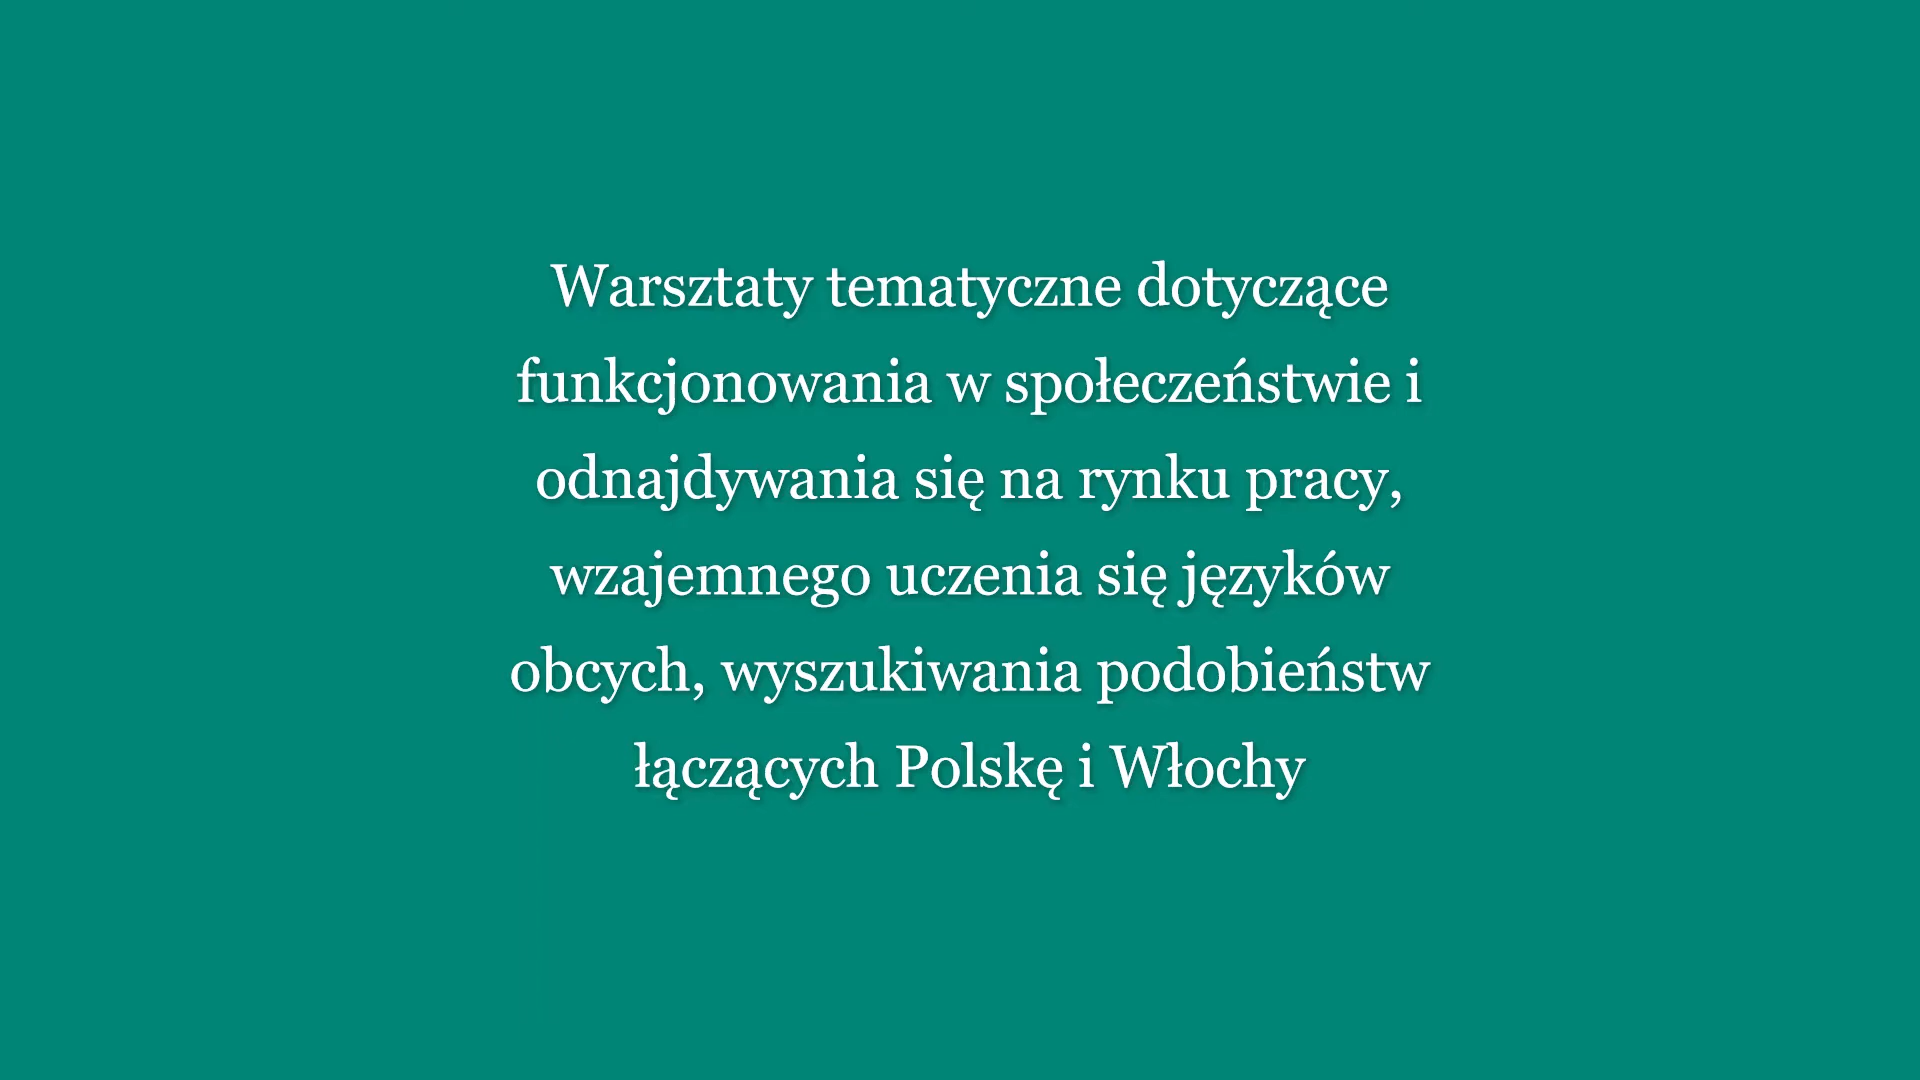 Warsztaty tematyczne dotyczące
funkcjonowania w społeczeństwie i
odnajdywania się na rynku pracy,
wzajemnego uczenia się języków
obcych, wyszukiwania podobieństw
łączących Polskę i Włochy